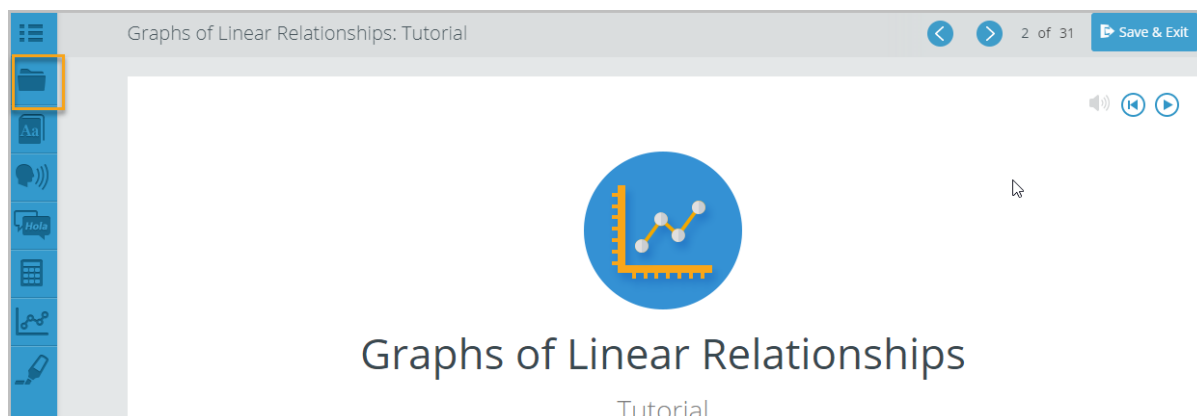 Graphs of Linear Relationships: Tutorial
2 of 31
Save & Exit
Aa
Hola
Graphs of Linear Relationships
Tutorial